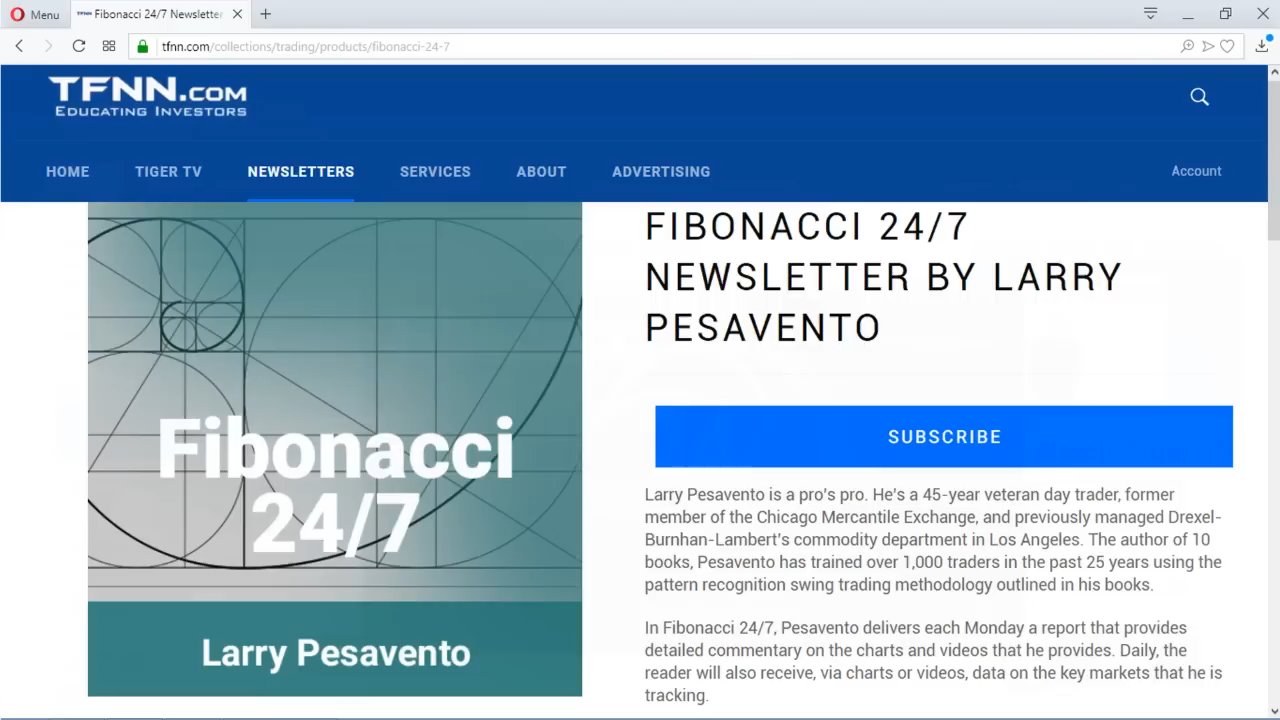 Menu
Fibonacci 24/7 Newsletter
tfnn.com/collections/trading/products/fibonacci-24-7
TFNN.COM
EDUCATING INVESTORS
HOME TIGER TV NEWSLETTERS SERVICES ABOUT ADVERTISING Account
Fibonacci
24/7
Larry Pesavento
FIBONACCI 24/7
NEWSLETTER BY LARRY
PESAVENTO
SUBSCRIBE
Larry Pesavento is a pro's pro. He's a 45-year veteran day trader, former
member of the Chicago Mercantile Exchange, and previously managed Drexel-
Burnhan-Lambert's commodity department in Los Angeles. The author of 10
books, Pesavento has trained over 1,000 traders in the past 25 years using the
pattern recognition swing trading methodology outlined in his books.
In Fibonacci 24/7, Pesavento delivers each Monday a report that provides
detailed commentary on the charts and videos that he provides. Daily, the
reader will also receive, via charts or videos, data on the key markets that he is
tracking.